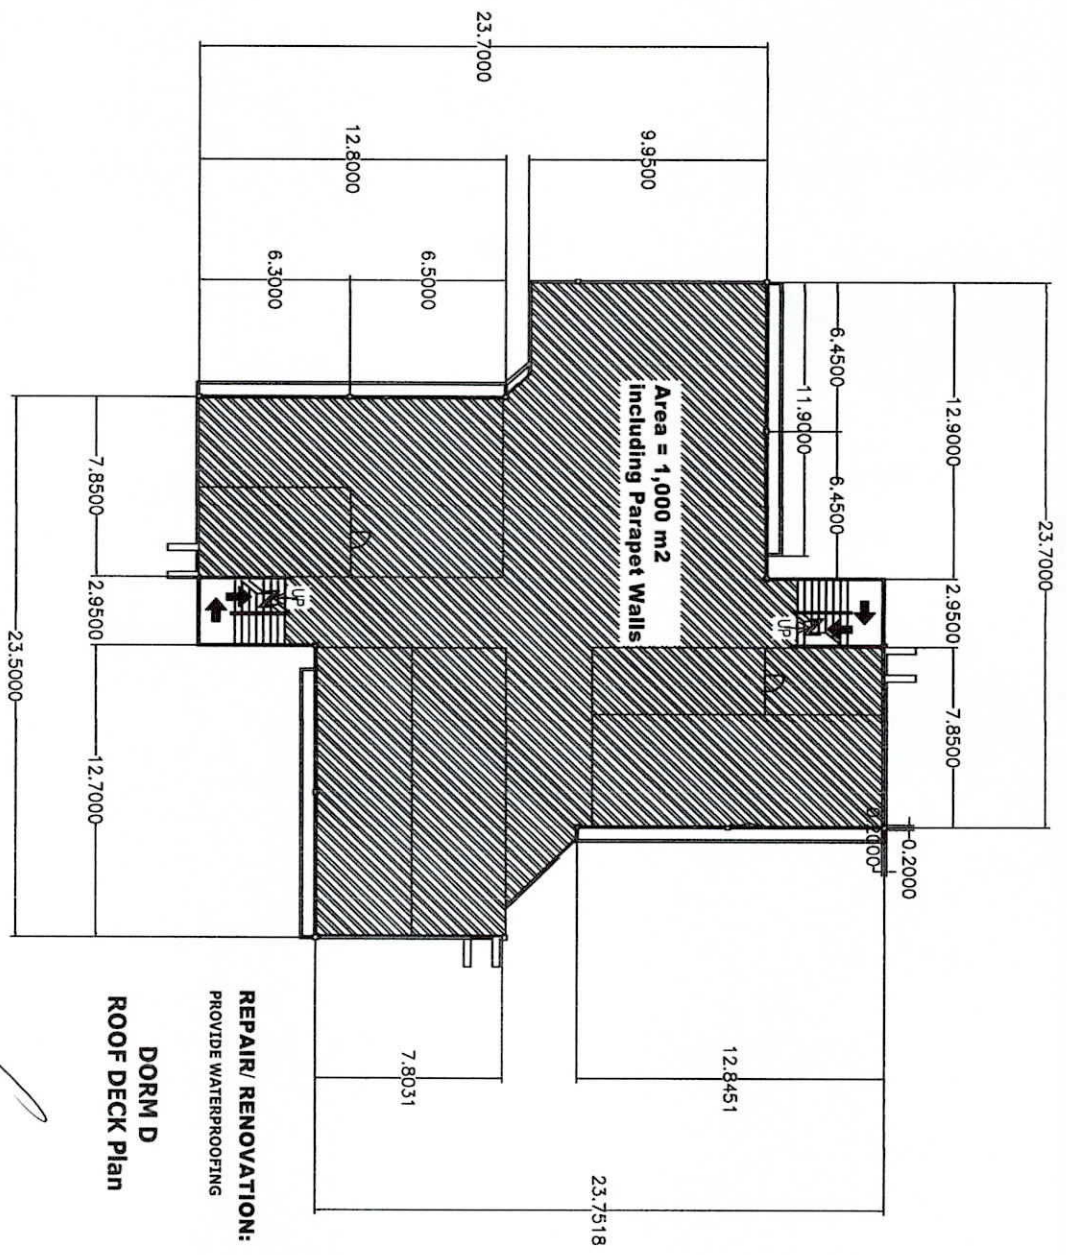 23.7000
12.9000
2.9500
7.8500
0.2000
0.2000
6.4500
6.4500
11.9000
UP
12.8451
Area = 1,000 m2
including Parapet Walls
9.9500
23.7518
23.7000
6.5000
7.8031
12.8000
UP
6.3000
REPAIR/ RENOVATION:
PROVIDE WATERPROOFING
DORM D
ROOF DECK Plan
7.8500
2.9500
12.7000
23.5000